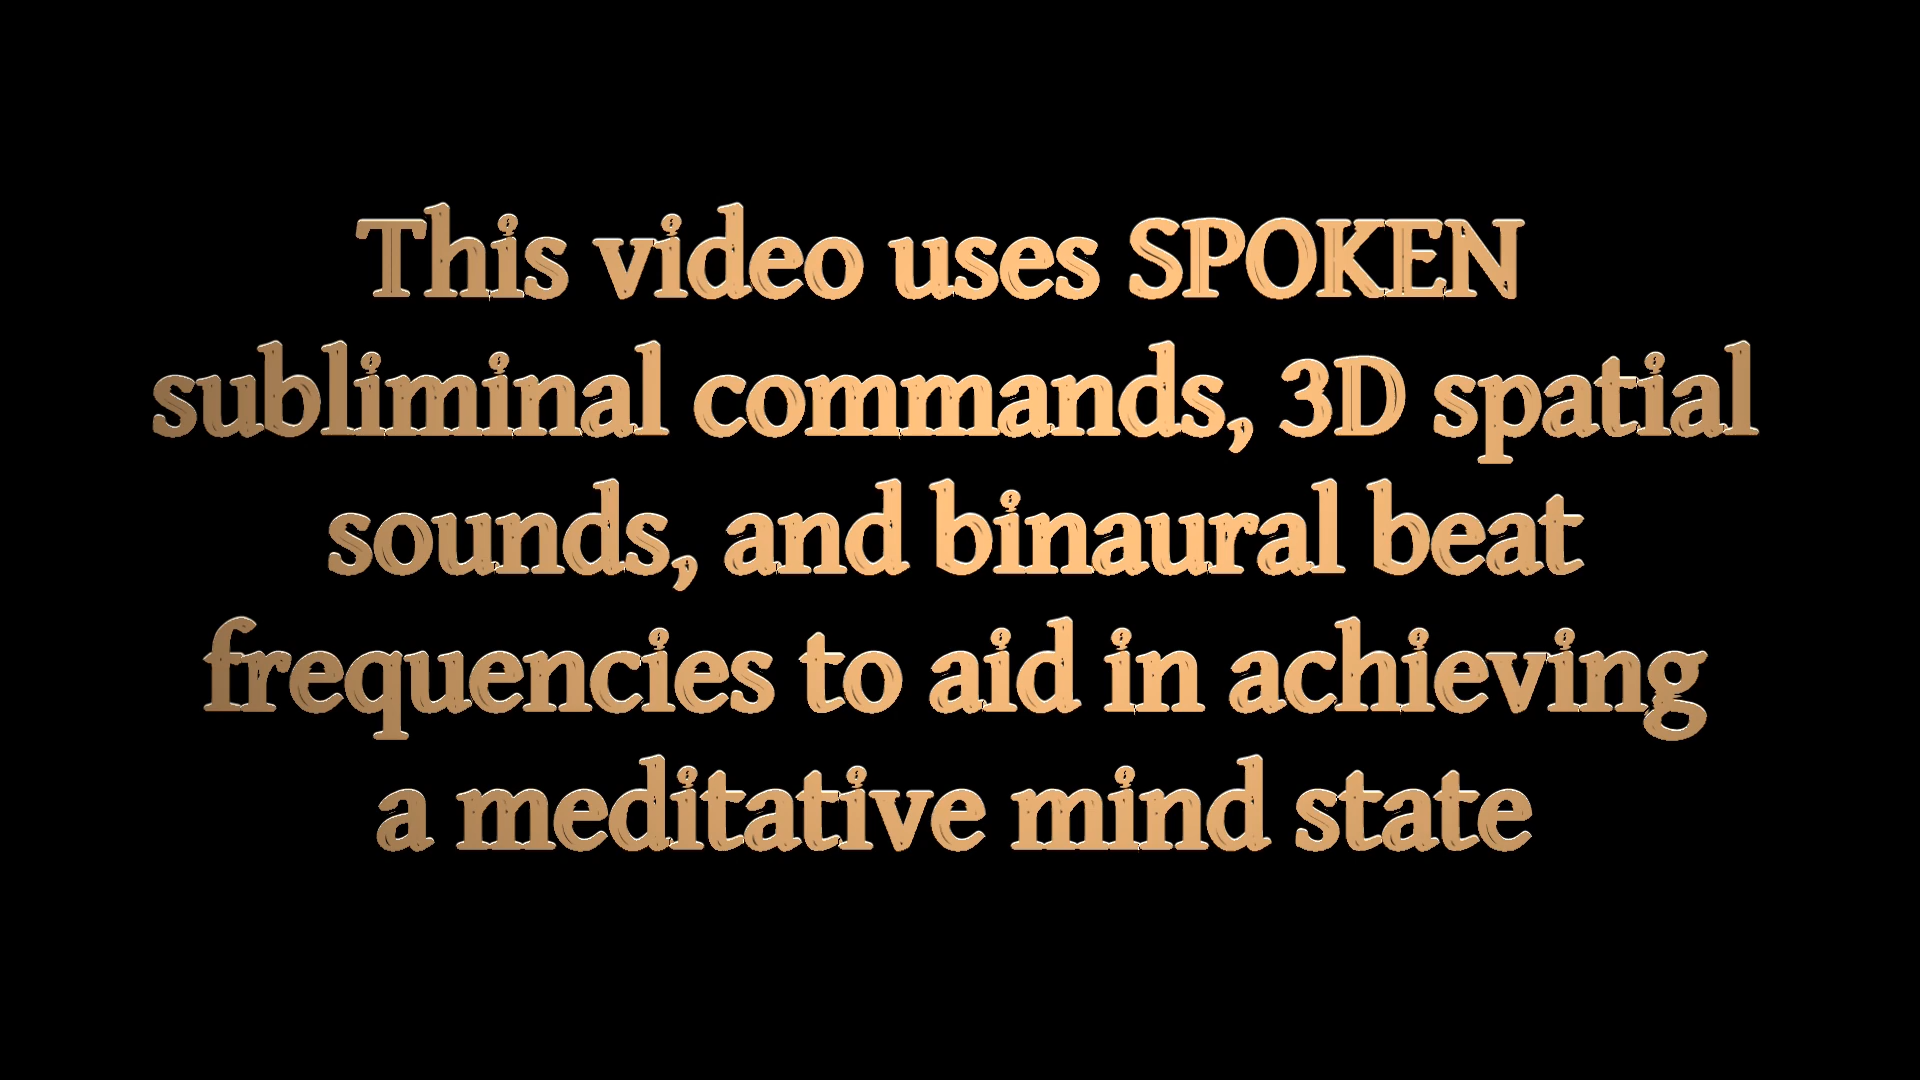 This video uses SPOKEN
subliminal commands, 3D spatial
sounds, and binaural beat
frequencies to aid in achieving
a meditative mind state